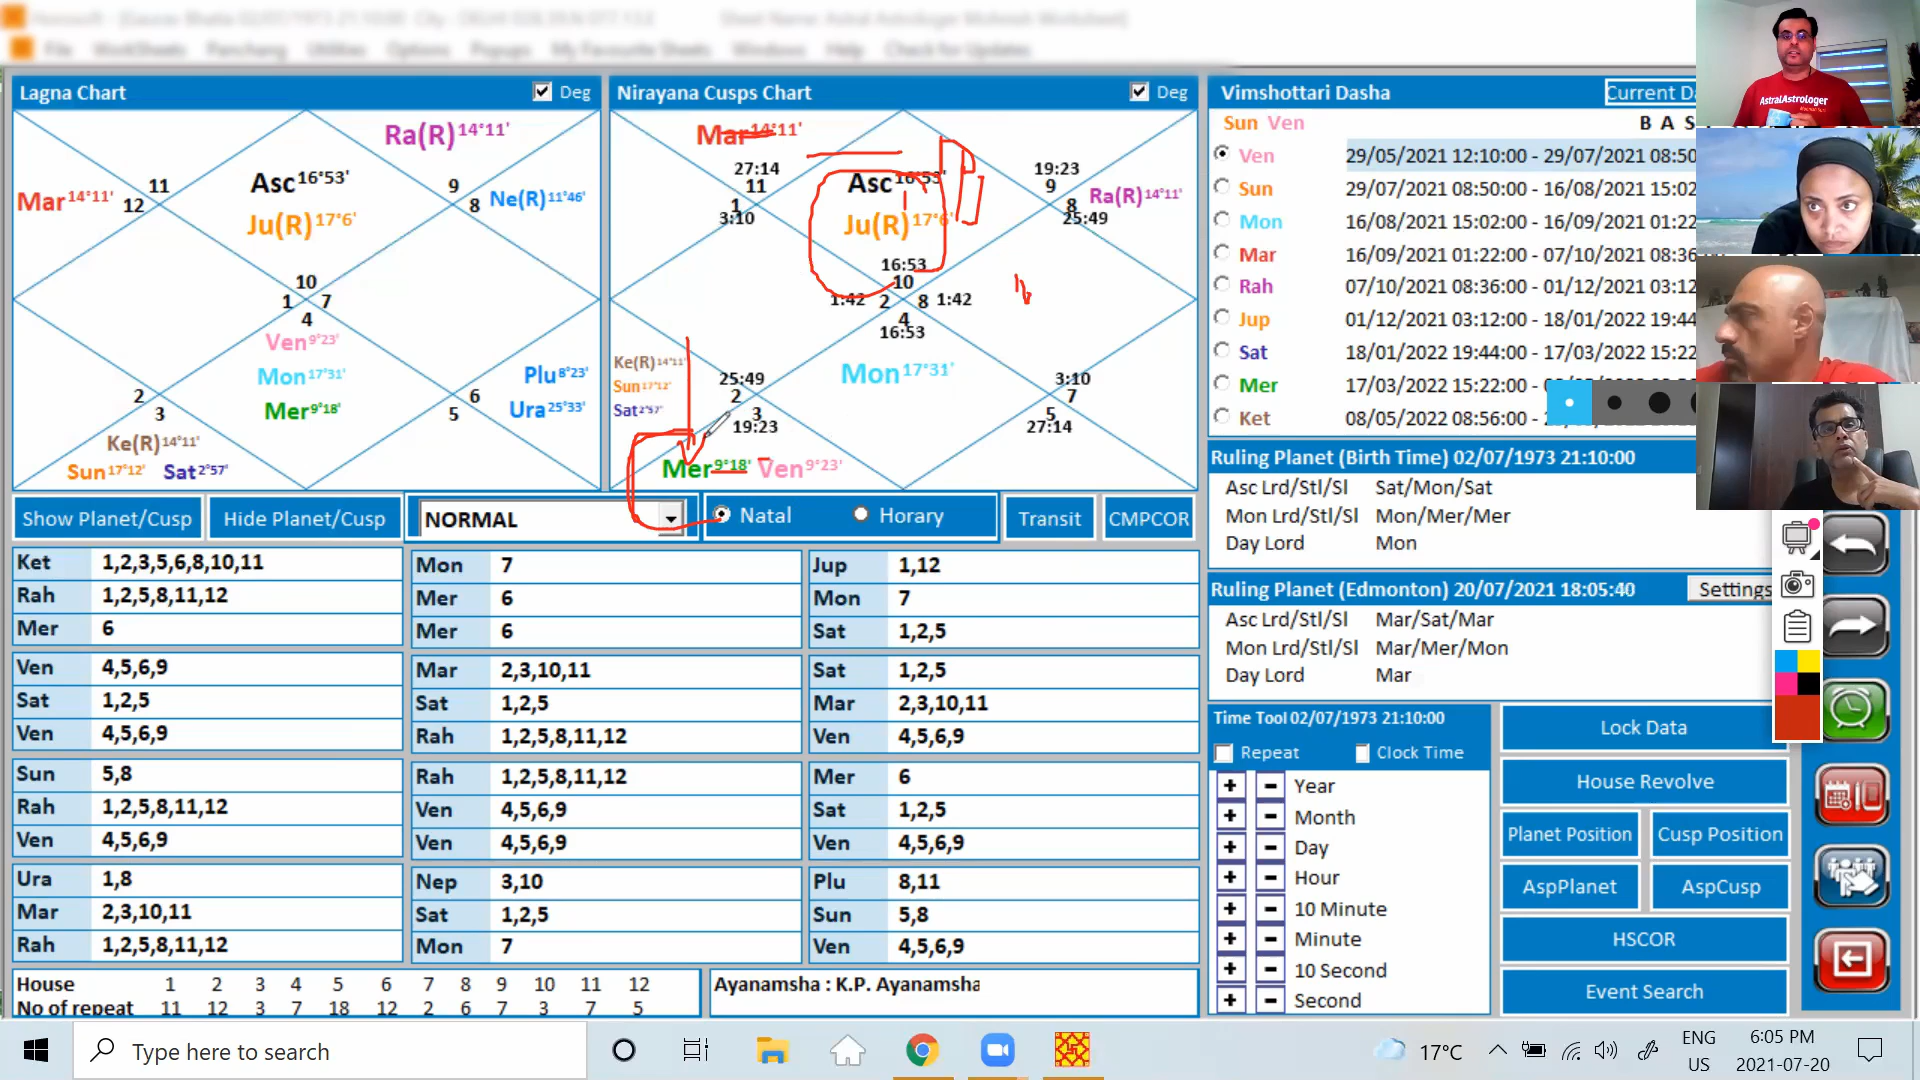 File WorkSheets Panchang Utilities Options Popups My Favourite Sheets Windows Help Check for Updates
Lagna Chart Deg
Ra(R) 14°11'
Mar 14°11'
11
12
Asc 16°53'
Ju(R) 17°6'
9
8
Ne(R) 11°46'
10
1 7
4
Ven 9°23'
Mon 17°31'
Mer 9°18'
2
3
Ke(R) 14°11'
Sun 17°12' Sat 2°57'
6
5
Plu 8°23'
Ura 25°33'
Nirayana Cusps Chart Deg
Mar 14°11'
27:14
11
1
3:10
Asc 16°53'
Ju(R) 17°6'
16:53
10
1:42 2 8 1:42
4
16:53
19:23
9
8
25:49
Ra(R) 14°11'
Ke(R) 14°11'
Sun 17°12'
Sat 2°57'
25:49
2
3
19:23
Mon 17°31'
3:10
7
5
27:14
Mer 9°18' Ven 9°23'
Vimshottari Dasha Current Da
Sun Ven B A S
Ven 29/05/2021 12:10:00 - 29/07/2021 08:50
Sun 29/07/2021 08:50:00 - 16/08/2021 15:02
Mon 16/08/2021 15:02:00 - 16/09/2021 01:22
Mar 16/09/2021 01:22:00 - 07/10/2021 08:36
Rah 07/10/2021 08:36:00 - 01/12/2021 03:12
Jup 01/12/2021 03:12:00 - 18/01/2022 19:44
Sat 18/01/2022 19:44:00 - 17/03/2022 15:22
Mer 17/03/2022 15:22:00 -
Ket 08/05/2022 08:56:00 -
AstralAstrologer
Show Planet/Cusp Hide Planet/Cusp NORMAL Natal Horary Transit CMPCOR
Ket 1,2,3,5,6,8,10,11
Rah 1,2,5,8,11,12
Mer 6
Mon 7
Mer 6
Mer 6
Jup 1,12
Mon 7
Sat 1,2,5
Ven 4,5,6,9
Sat 1,2,5
Ven 4,5,6,9
Mar 2,3,10,11
Sat 1,2,5
Rah 1,2,5,8,11,12
Sat 1,2,5
Mar 2,3,10,11
Ven 4,5,6,9
Sun 5,8
Rah 1,2,5,8,11,12
Ven 4,5,6,9
Rah 1,2,5,8,11,12
Ven 4,5,6,9
Ven 4,5,6,9
Mer 6
Sat 1,2,5
Ven 4,5,6,9
Ura 1,8
Mar 2,3,10,11
Rah 1,2,5,8,11,12
Nep 3,10
Sat 1,2,5
Mon 7
Plu 8,11
Sun 5,8
Ven 4,5,6,9
House 1 2 3 4 5 6 7 8 9 10 11 12
No of repeat 11 12 3 7 18 12 2 6 7 3 7 5
Ayanamsha : K.P. Ayanamsha
Ruling Planet (Birth Time) 02/07/1973 21:10:00
Asc Lrd/Stl/Sl Sat/Mon/Sat
Mon Lrd/Stl/Sl Mon/Mer/Mer
Day Lord Mon
Ruling Planet (Edmonton) 20/07/2021 18:05:40 Settings
Asc Lrd/Stl/Sl Mar/Sat/Mar
Mon Lrd/Stl/Sl Mar/Mer/Mon
Day Lord Mar
Time Tool 02/07/1973 21:10:00
Repeat Clock Time
+ - Year
+ - Month
+ - Day
+ - Hour
+ - 10 Minute
+ - Minute
+ - 10 Second
+ - Second
Lock Data
House Revolve
Planet Position Cusp Position
AspPlanet AspCusp
HSCOR
Event Search
Type here to search
17°C
ENG
US
6:05 PM
2021-07-20